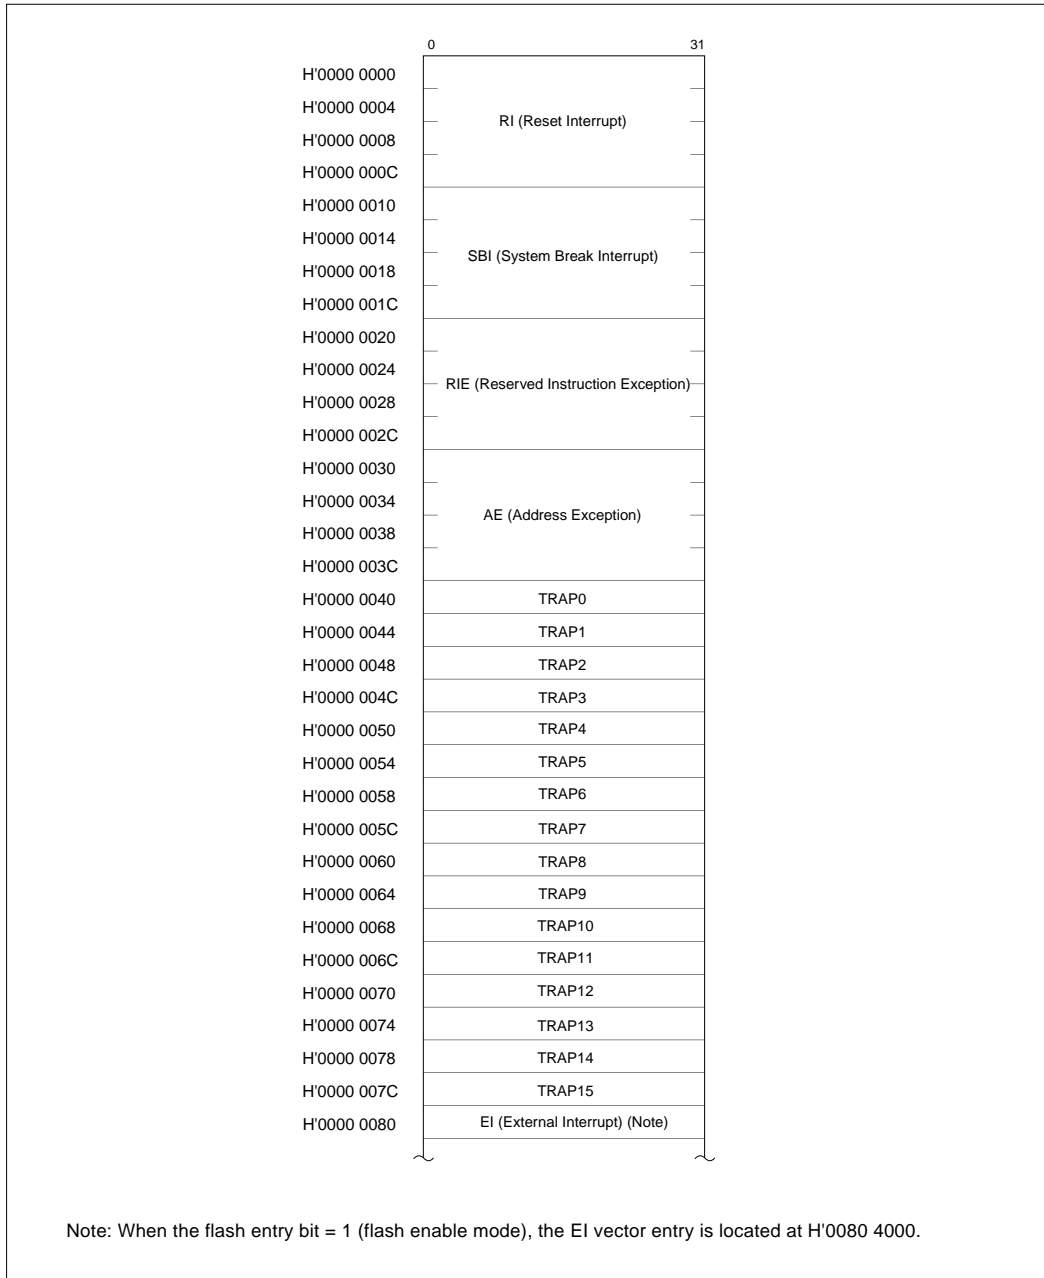 0 31
H'0000 0000
H'0000 0004
RI (Reset Interrupt)
H'0000 0008
H'0000 000C
H'0000 0010
H'0000 0014
SBI (System Break Interrupt)
H'0000 0018
H'0000 001C
H'0000 0020
H'0000 0024
RIE (Reserved Instruction Exception)
H'0000 0028
H'0000 002C
H'0000 0030
H'0000 0034
AE (Address Exception)
H'0000 0038
H'0000 003C
H'0000 0040 TRAP0
H'0000 0044 TRAP1
H'0000 0048 TRAP2
H'0000 004C TRAP3
H'0000 0050 TRAP4
H'0000 0054 TRAP5
H'0000 0058 TRAP6
H'0000 005C TRAP7
H'0000 0060 TRAP8
H'0000 0064 TRAP9
H'0000 0068 TRAP10
H'0000 006C TRAP11
H'0000 0070 TRAP12
H'0000 0074 TRAP13
H'0000 0078 TRAP14
H'0000 007C TRAP15
H'0000 0080 EI (External Interrupt) (Note)
Note: When the flash entry bit = 1 (flash enable mode), the EI vector entry is located at H'0080 4000.